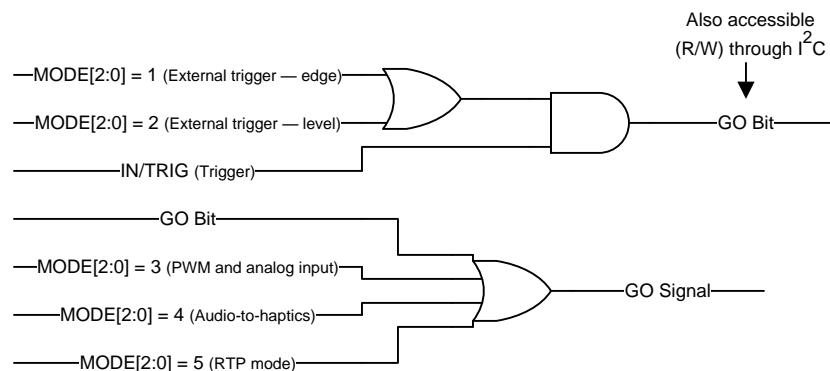 Also accessible
(R/W) through I²C
MODE[2:0] = 1 (External trigger — edge)
MODE[2:0] = 2 (External trigger — level)
GO Bit
IN/TRIG (Trigger)
GO Bit
MODE[2:0] = 3 (PWM and analog input)
GO Signal
MODE[2:0] = 4 (Audio-to-haptics)
MODE[2:0] = 5 (RTP mode)